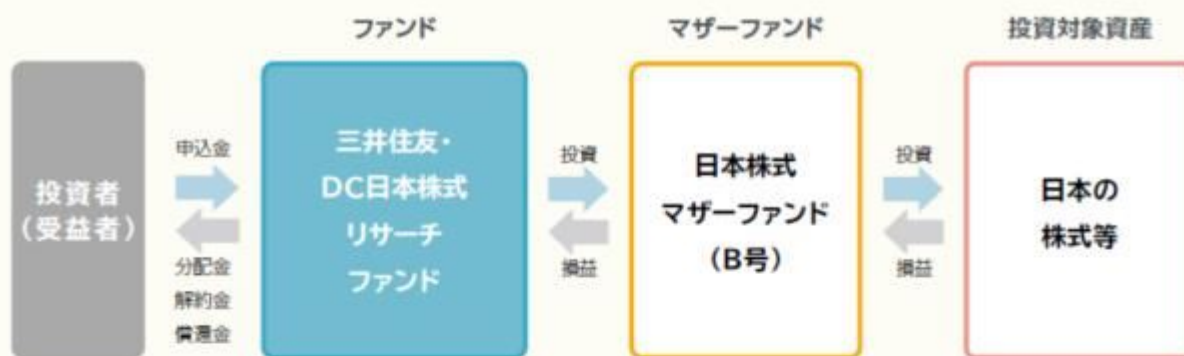 ファンド
マザーファンド
投資対象資産
投資者
(受益者)
申込金
分配金
解約金
償還金
三井住友・
DC日本株式
リサーチ
ファンド
投資
損益
日本株式
マザーファンド
(B号)
投資
損益
日本の
株式等